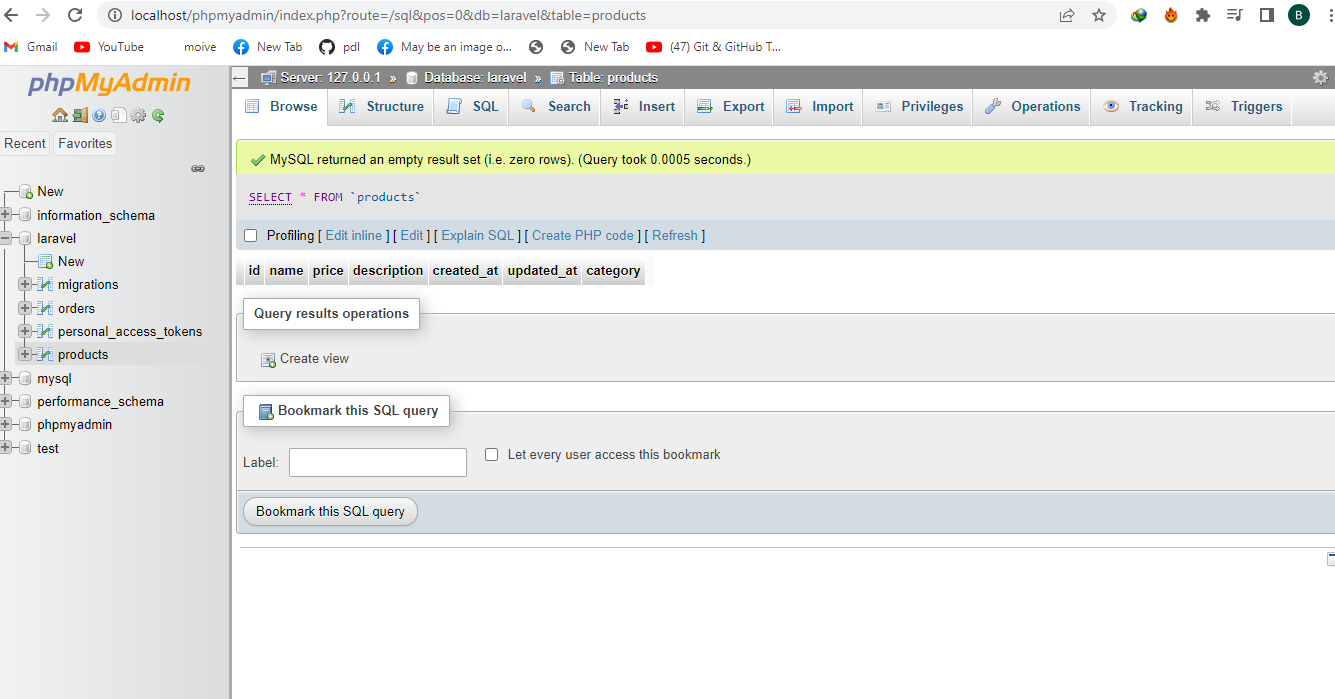 localhost/phpmyadmin/index.php?route=/sql&pos=0&db=laravel&table=products
B
Gmail YouTube moive New Tab pdl May be an image o... New Tab (47) Git & GitHub T...
phpMyAdmin
Recent Favorites
New
information_schema
laravel
New
migrations
orders
personal_access_tokens
products
mysql
performance_schema
phpmyadmin
test
Server: 127.0.0.1 » Database: laravel » Table: products
Browse Structure SQL Search Insert Export Import Privileges Operations Tracking Triggers
MySQL returned an empty result set (i.e. zero rows). (Query took 0.0005 seconds.)
SELECT * FROM `products`
Profiling [ Edit inline ] [ Edit ] [ Explain SQL ] [ Create PHP code ] [ Refresh ]
id name price description created_at updated_at category
Query results operations
Create view
Bookmark this SQL query
Label: Let every user access this bookmark
Bookmark this SQL query